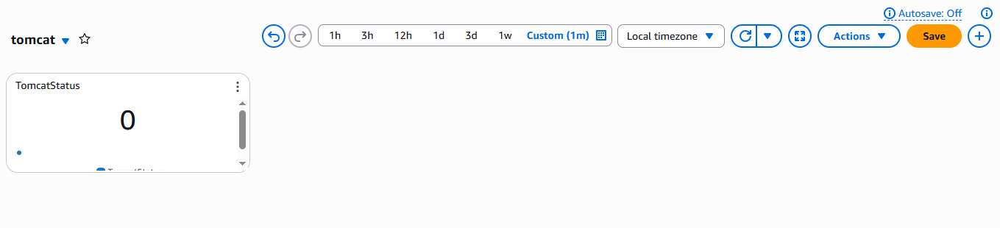 Autosave: Off
tomcat
1h 3h 12h 1d 3d 1w Custom (1m) Local timezone Actions Save
TomcatStatus
0